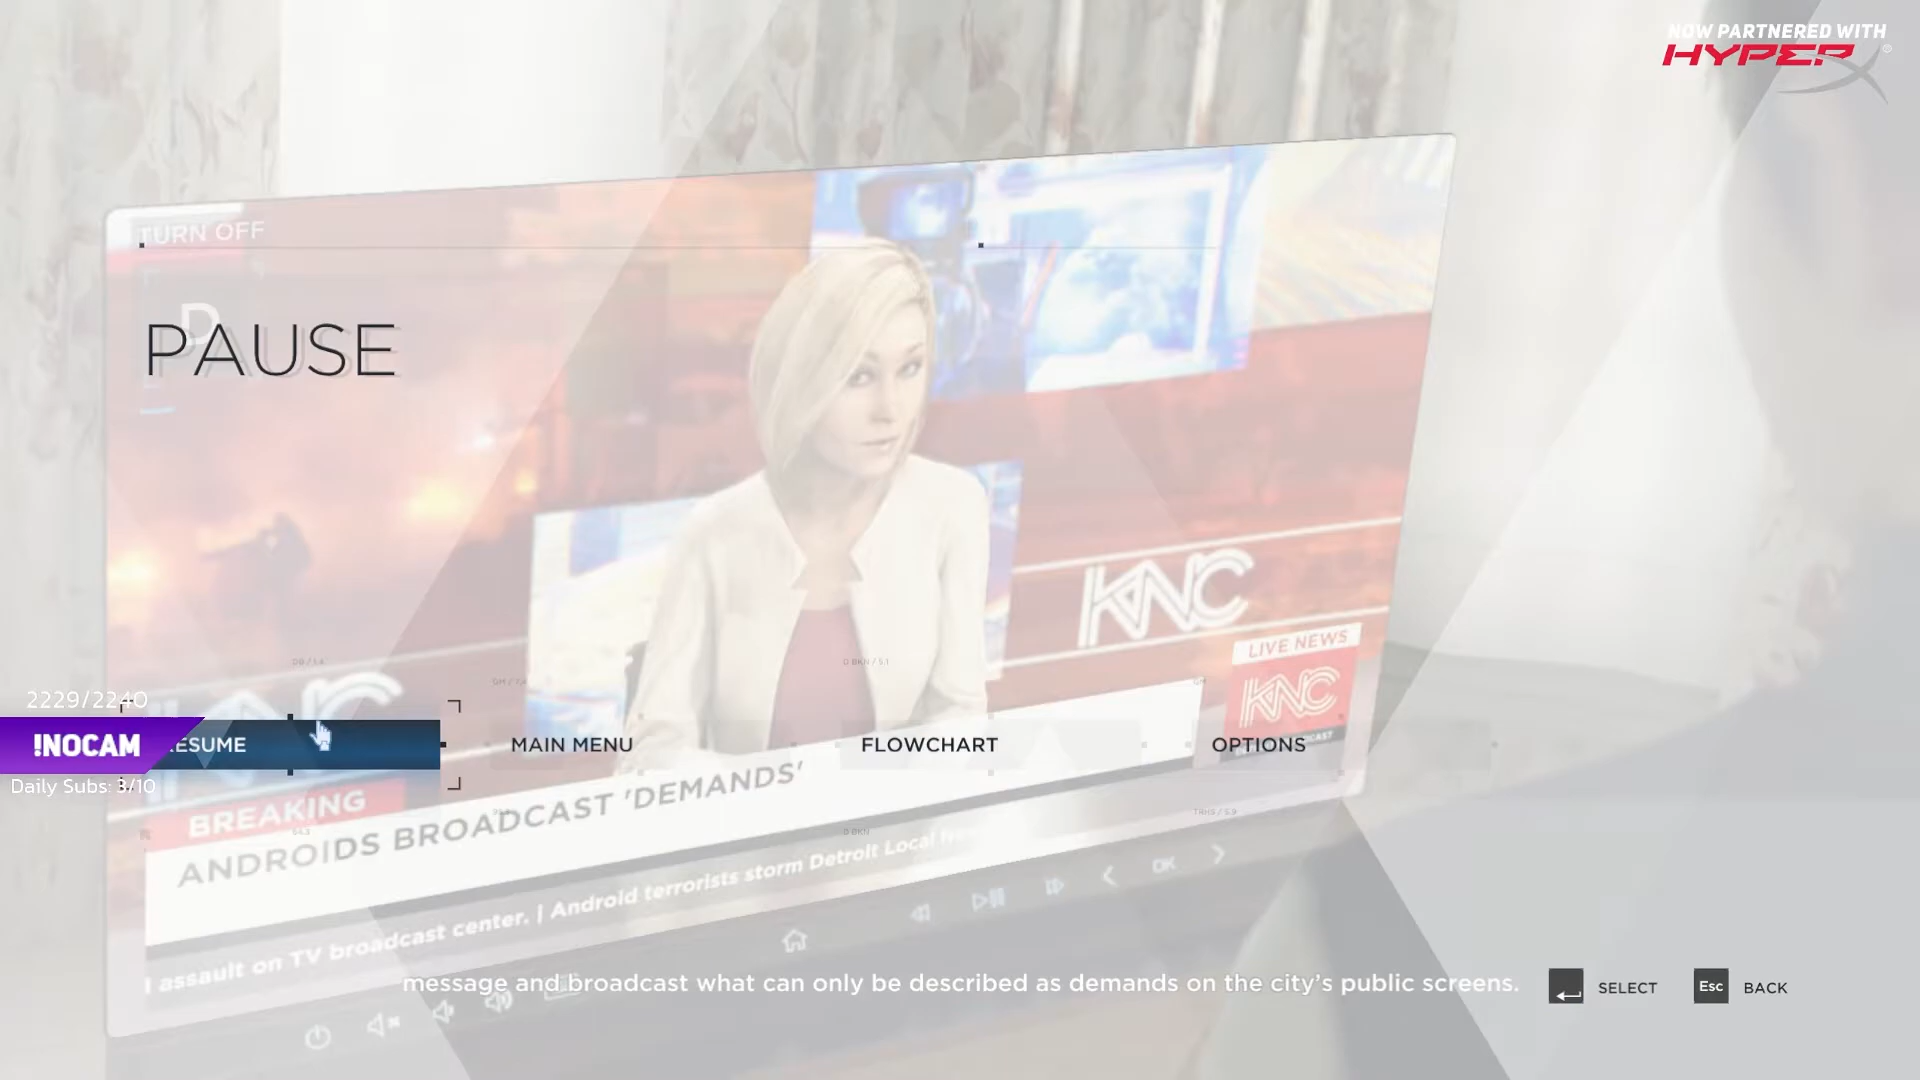 NOW PARTNERED WITH
HYPERX
TURN OFF
D
PAUSE
KNC
LIVE NEWS
KNC
2229/2240
!NOCAM
ESUME
MAIN MENU
FLOWCHART
OPTIONS
Daily Subs: 3/10
BREAKING
ANDROIDS BROADCAST 'DEMANDS'
assault on TV broadcast center. | Android terrorists storm Detroit Local
OK
message and broadcast what can only be described as demands on the city's public screens.
SELECT
Esc
BACK